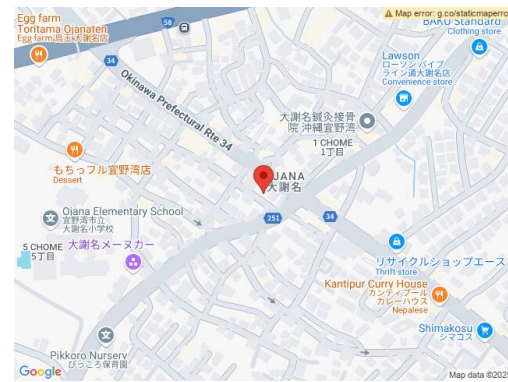 Egg farm
Toritama Ojanaten
Egg farm 鳥玉 大謝名店
58
Map error: g.co/staticmaperro
BAKU Standard
Clothing store
34
Okinawa Prefectural Rte 34
Lawson
ローソン パイプ
ライン通大謝名店
Convenience store
大謝名鍼灸接骨
院 沖縄宜野湾
1 CHOME
1丁目
もちっフル宜野湾店
Dessert
OJANA
大謝名
Ojana Elementary School
宜野湾市立
大謝名小学校
251
34
5 CHOME
5丁目
大謝名メーヌカー
リサイクルショップエース
Thrift store
Kantipur Curry House
カンティプール
カレーハウス
Nepalese
Shimakosu
シマコス
Pikkoro Nursery
ぴっころ保育園
Google
Map data ©2025